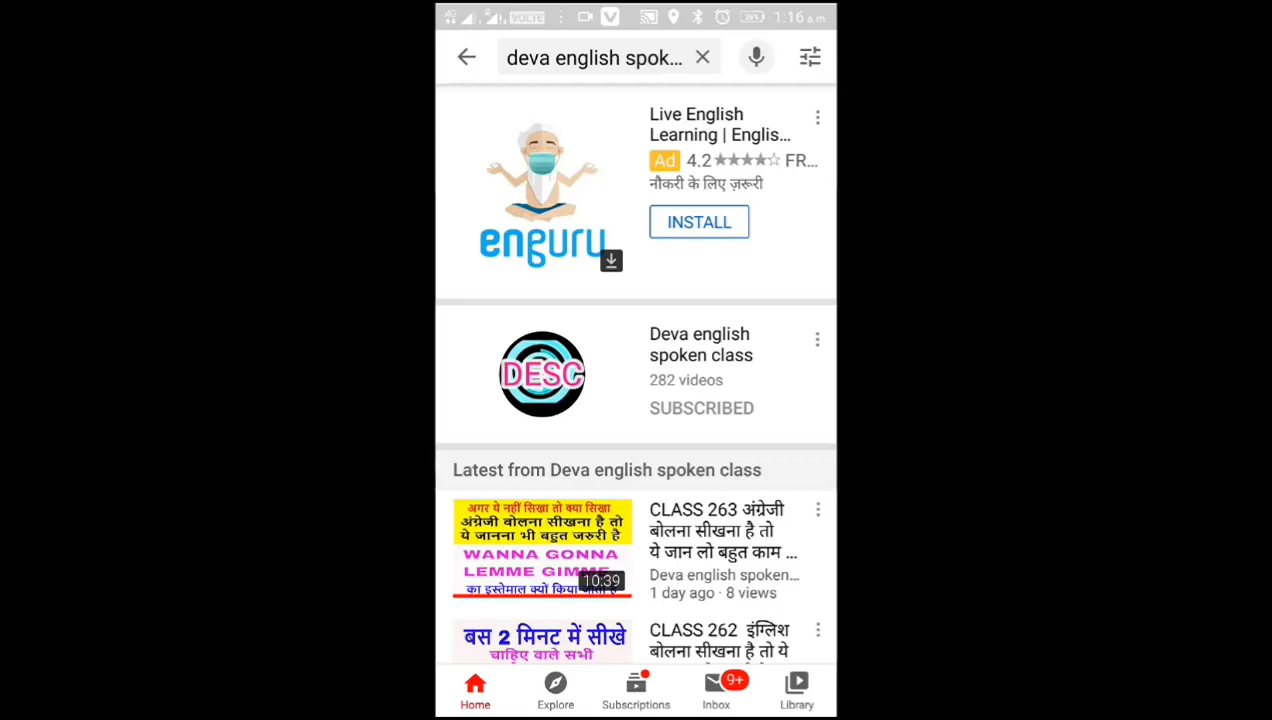 VOLTE
1:16 a.m
deva english spok...
Live English
Learning | Englis...
Ad 4.2 FR...
नौकरी के लिए ज़रूरी
INSTALL
enguru
Deva english
spoken class
DESC
282 videos
SUBSCRIBED
Latest from Deva english spoken class
अगर ये नहीं सिखा तो क्या सिखा
अंग्रेजी बोलना सीखना है तो
ये जानना भी बहुत जरुरी है
WANNA GONNA
LEMME GIMME
10:39
का इस्तेमाल क्यों किया जाता है
CLASS 263 अंग्रेजी
बोलना सीखना है तो
ये जान लो बहुत काम ...
Deva english spoken...
1 day ago · 8 views
बस 2 मिनट में सीखे
चाहिए वाले सभी
CLASS 262 इंग्लिश
बोलना सीखना है तो ये
Home
Explore
Subscriptions
9+
Inbox
Library